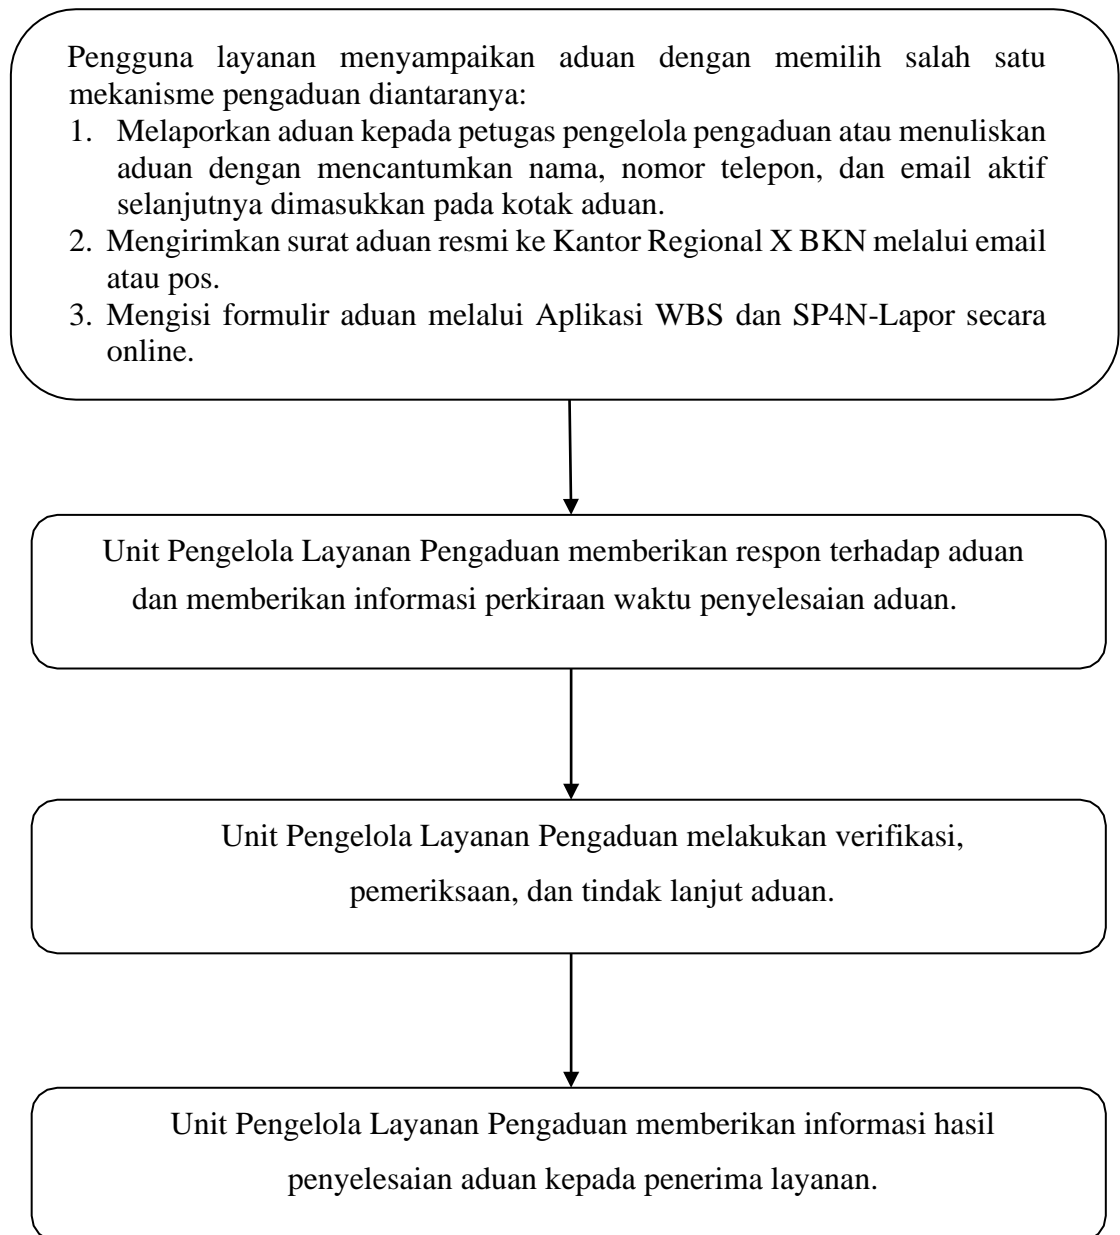 Pengguna layanan menyampaikan aduan dengan memilih salah satu
mekanisme pengaduan diantaranya:
1. Melaporkan aduan kepada petugas pengelola pengaduan atau menuliskan
aduan dengan mencantumkan nama, nomor telepon, dan email aktif
selanjutnya dimasukkan pada kotak aduan.
2. Mengirimkan surat aduan resmi ke Kantor Regional X BKN melalui email
atau pos.
3. Mengisi formulir aduan melalui Aplikasi WBS dan SP4N-Lapor secara
online.
Unit Pengelola Layanan Pengaduan memberikan respon terhadap aduan
dan memberikan informasi perkiraan waktu penyelesaian aduan.
Unit Pengelola Layanan Pengaduan melakukan verifikasi,
pemeriksaan, dan tindak lanjut aduan.
Unit Pengelola Layanan Pengaduan memberikan informasi hasil
penyelesaian aduan kepada penerima layanan.